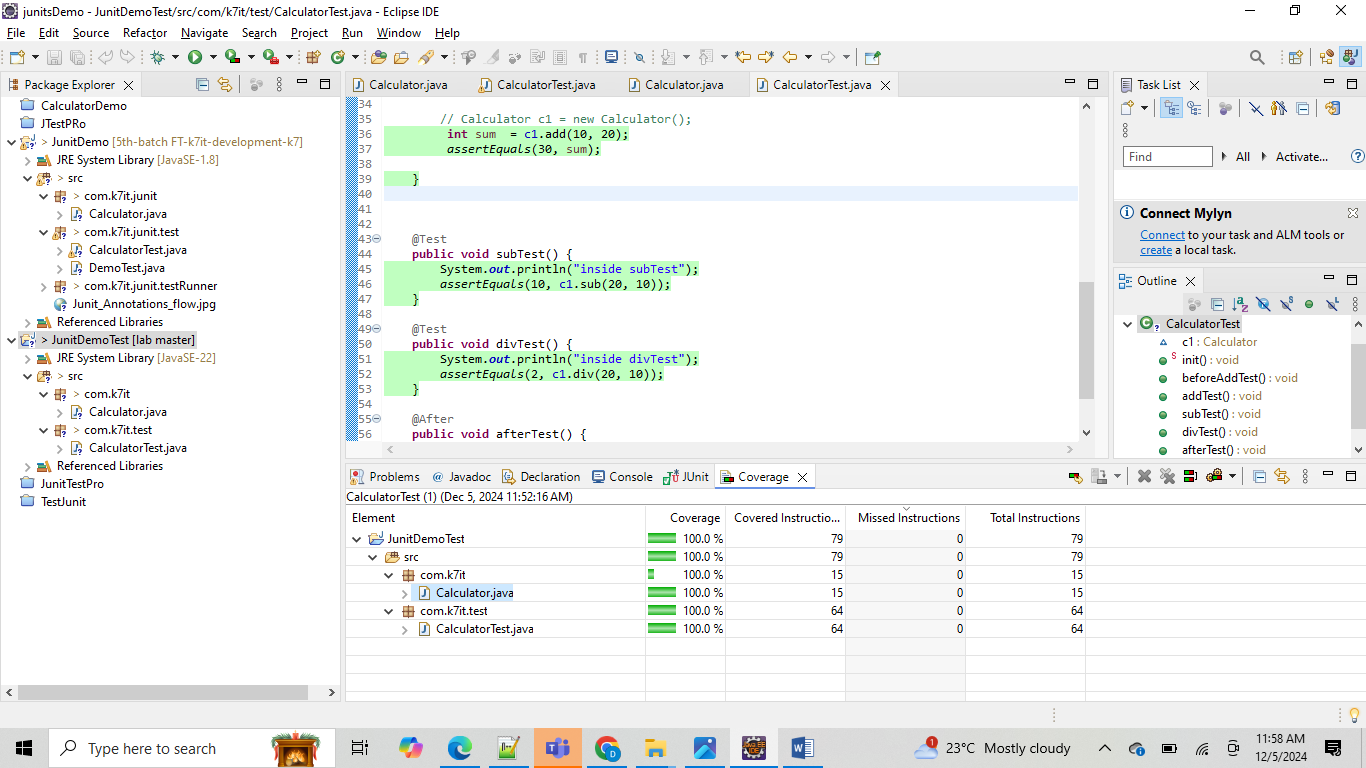 junitsDemo - JunitDemoTest/src/com/k7it/test/CalculatorTest.java - Eclipse IDE
File Edit Source Refactor Navigate Search Project Run Window Help
Package Explorer
CalculatorDemo
JTestPRo
> JunitDemo [5th-batch FT-k7it-development-k7]
JRE System Library [JavaSE-1.8]
> src
> com.k7it.junit
Calculator.java
> com.k7it.junit.test
CalculatorTest.java
DemoTest.java
> com.k7it.junit.testRunner
Junit_Annotations_flow.jpg
Referenced Libraries
> JunitDemoTest [lab master]
JRE System Library [JavaSE-22]
> src
> com.k7it
Calculator.java
> com.k7it.test
CalculatorTest.java
Referenced Libraries
JunitTestPro
TestJunit
Calculator.java CalculatorTest.java Calculator.java CalculatorTest.java
34
35 // Calculator c1 = new Calculator();
36 int sum = c1.add(10, 20);
37 assertEquals(30, sum);
38
39 }
40
41
42
43 @Test
44 public void subTest() {
45 System.out.println("inside subTest");
46 assertEquals(10, c1.sub(20, 10));
47 }
48
49 @Test
50 public void divTest() {
51 System.out.println("inside divTest");
52 assertEquals(2, c1.div(20, 10));
53 }
54
55 @After
56 public void afterTest() {
Task List
Find All Activate...
Connect Mylyn
Connect to your task and ALM tools or
create a local task.
Outline
CalculatorTest
c1 : Calculator
init() : void
beforeAddTest() : void
addTest() : void
subTest() : void
divTest() : void
afterTest() : void
Problems Javadoc Declaration Console JUnit Coverage
CalculatorTest (1) (Dec 5, 2024 11:52:16 AM)
Element Coverage Covered Instructio... Missed Instructions Total Instructions
JunitDemoTest 100.0 % 79 0 79
src 100.0 % 79 0 79
com.k7it 100.0 % 15 0 15
Calculator.java 100.0 % 15 0 15
com.k7it.test 100.0 % 64 0 64
CalculatorTest.java 100.0 % 64 0 64
Type here to search
23°C Mostly cloudy
11:58 AM
12/5/2024